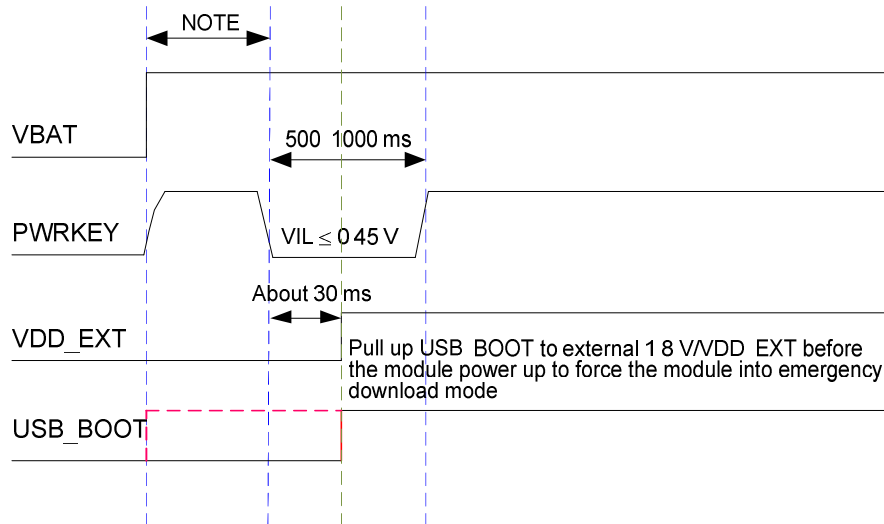 NOTE
VBAT
500 1000 ms
PWRKEY
VIL ≤ 0 45 V
About 30 ms
VDD_EXT
Pull up USB BOOT to external 1 8 V/VDD EXT before
the module power up to force the module into emergency
download mode
USB_BOOT